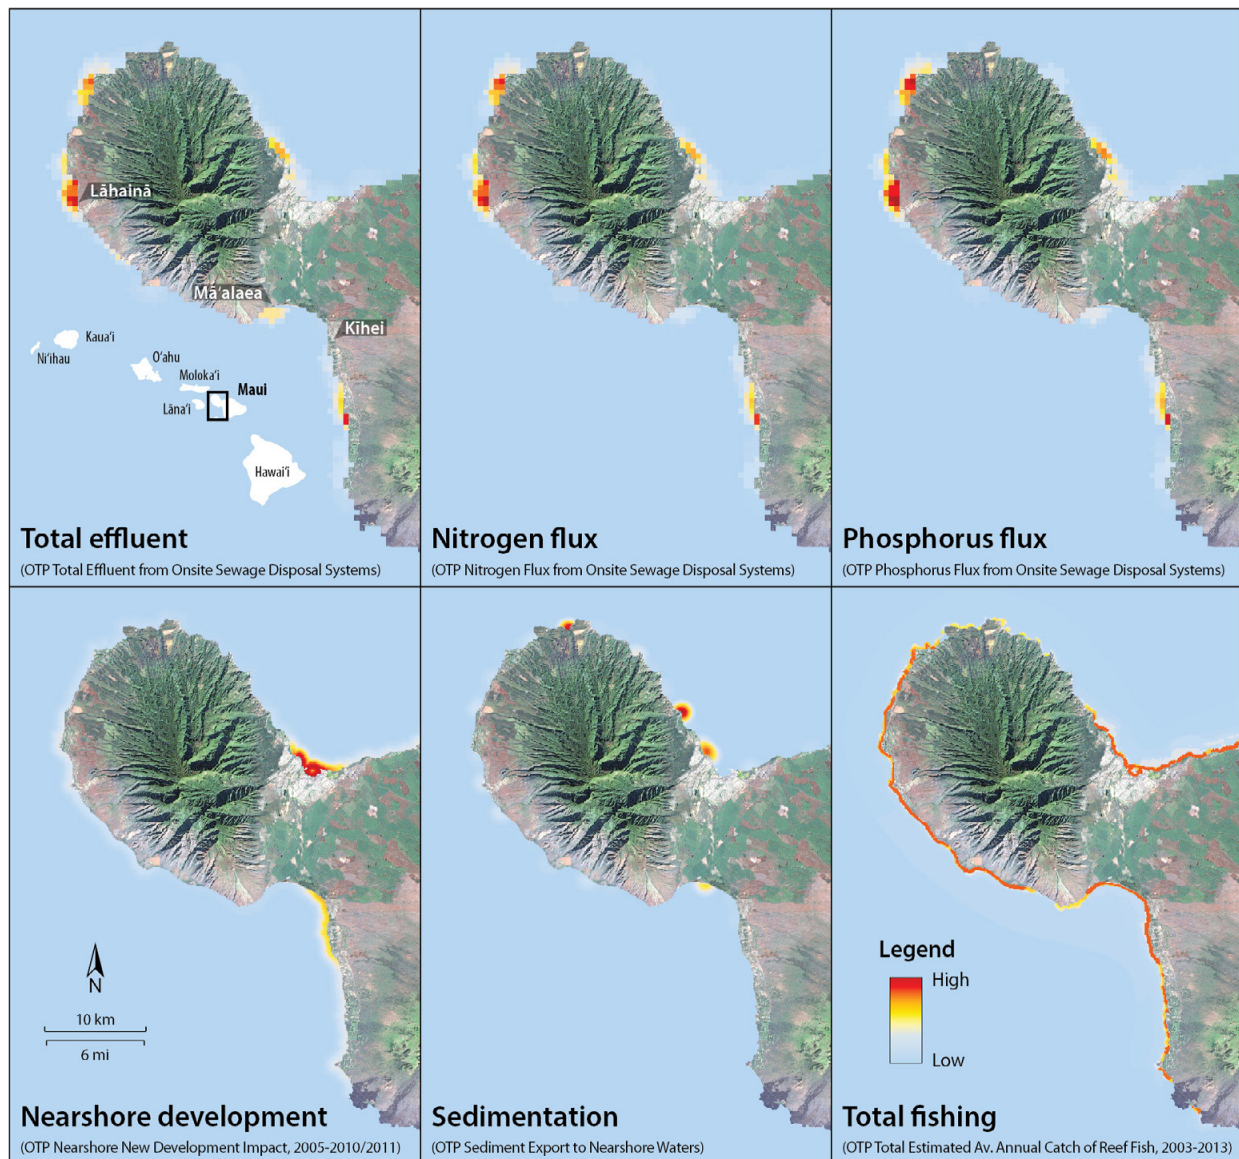 Lāhainā
Mā‘alaea
Kīhei
Kaua‘i
Ni‘ihau
O‘ahu
Moloka‘i
Maui
Lāna‘i
Hawai‘i
Total effluent
(OTP Total Effluent from Onsite Sewage Disposal Systems)
Nitrogen flux
(OTP Nitrogen Flux from Onsite Sewage Disposal Systems)
Phosphorus flux
(OTP Phosphorus Flux from Onsite Sewage Disposal Systems)
N
10 km
6 mi
Nearshore development
(OTP Nearshore New Development Impact, 2005-2010/2011)
Sedimentation
(OTP Sediment Export to Nearshore Waters)
Legend
High
Low
Total fishing
(OTP Total Estimated Av. Annual Catch of Reef Fish, 2003-2013)